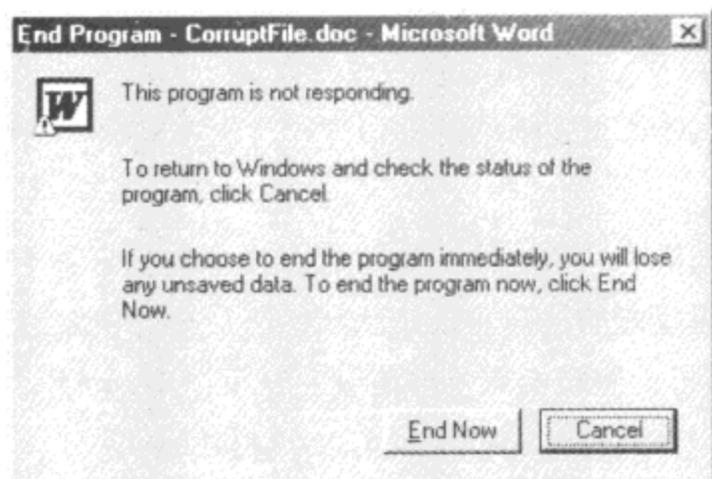 End Program - CorruptFile.doc - Microsoft Word
W
This program is not responding.
To return to Windows and check the status of the
program, click Cancel.
If you choose to end the program immediately, you will lose
any unsaved data. To end the program now, click End
Now.
End Now
Cancel